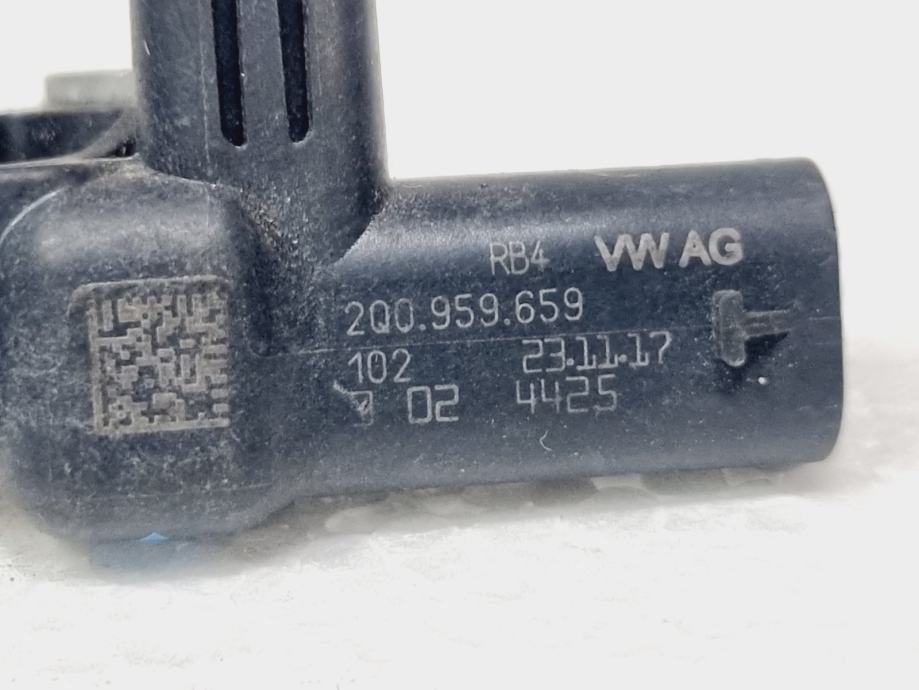 RB4 VW AG
2Q0.959.659
102 23.11.17
02 4425